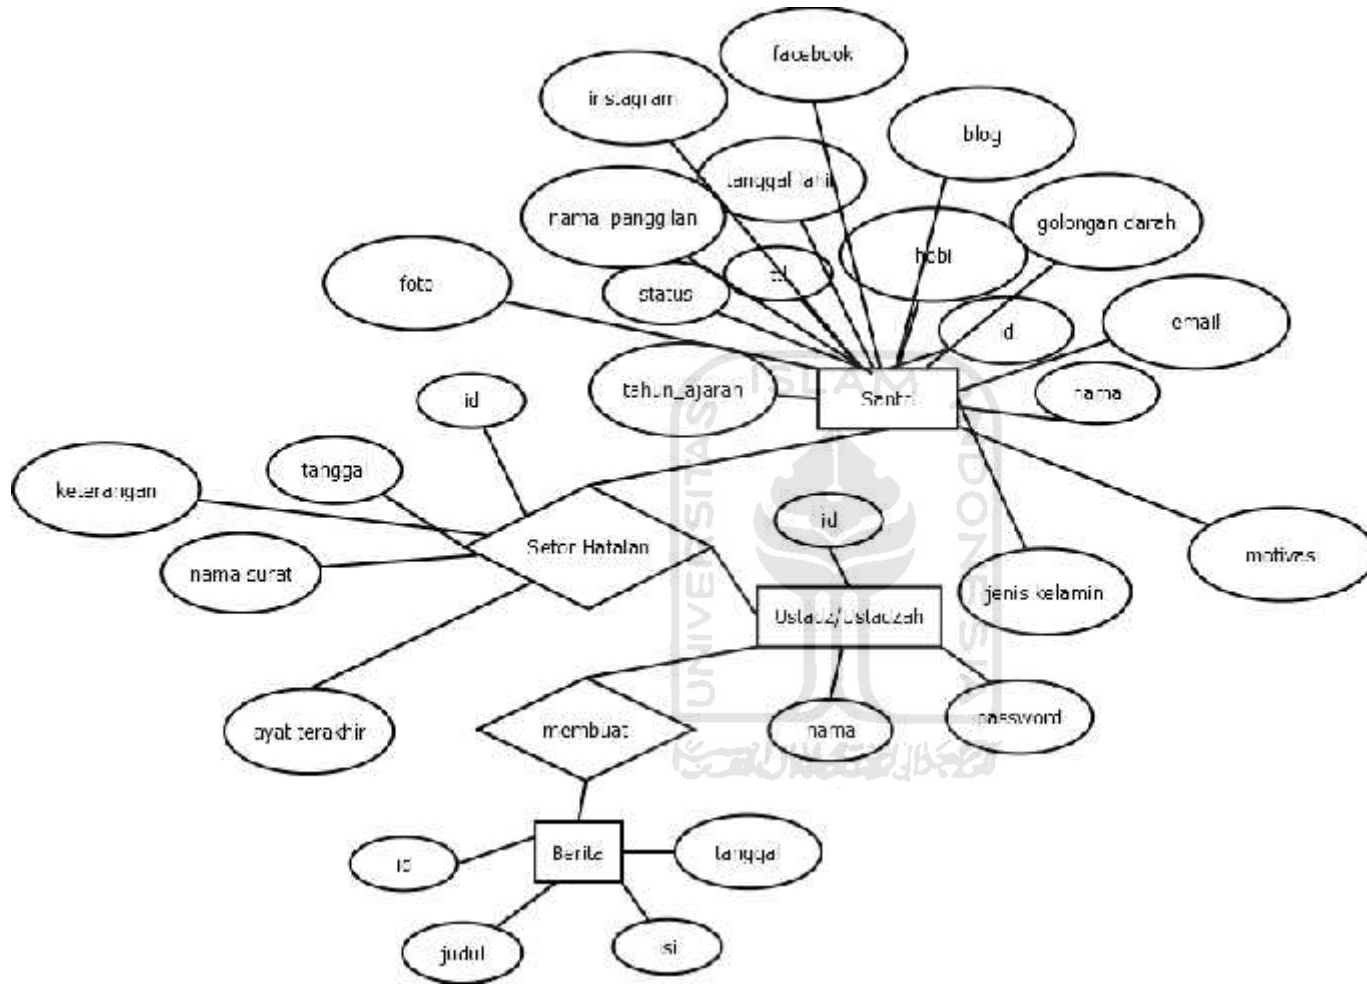 facebook
instagram
blog
tanggal lahir
nama panggilan
golongan darah
hobi
foto
ttl
status
id
email
tahun_ajaran
Santri
nama
id
tanggal
keterangan
id
Setor Hafalan
nama surat
motivasi
jenis kelamin
Ustadz/Ustadzah
ayat terakhir
membuat
nama
password
Berita
tanggal
id
judul
isi
UNIVERSITAS
ISLAM
INDONESIA